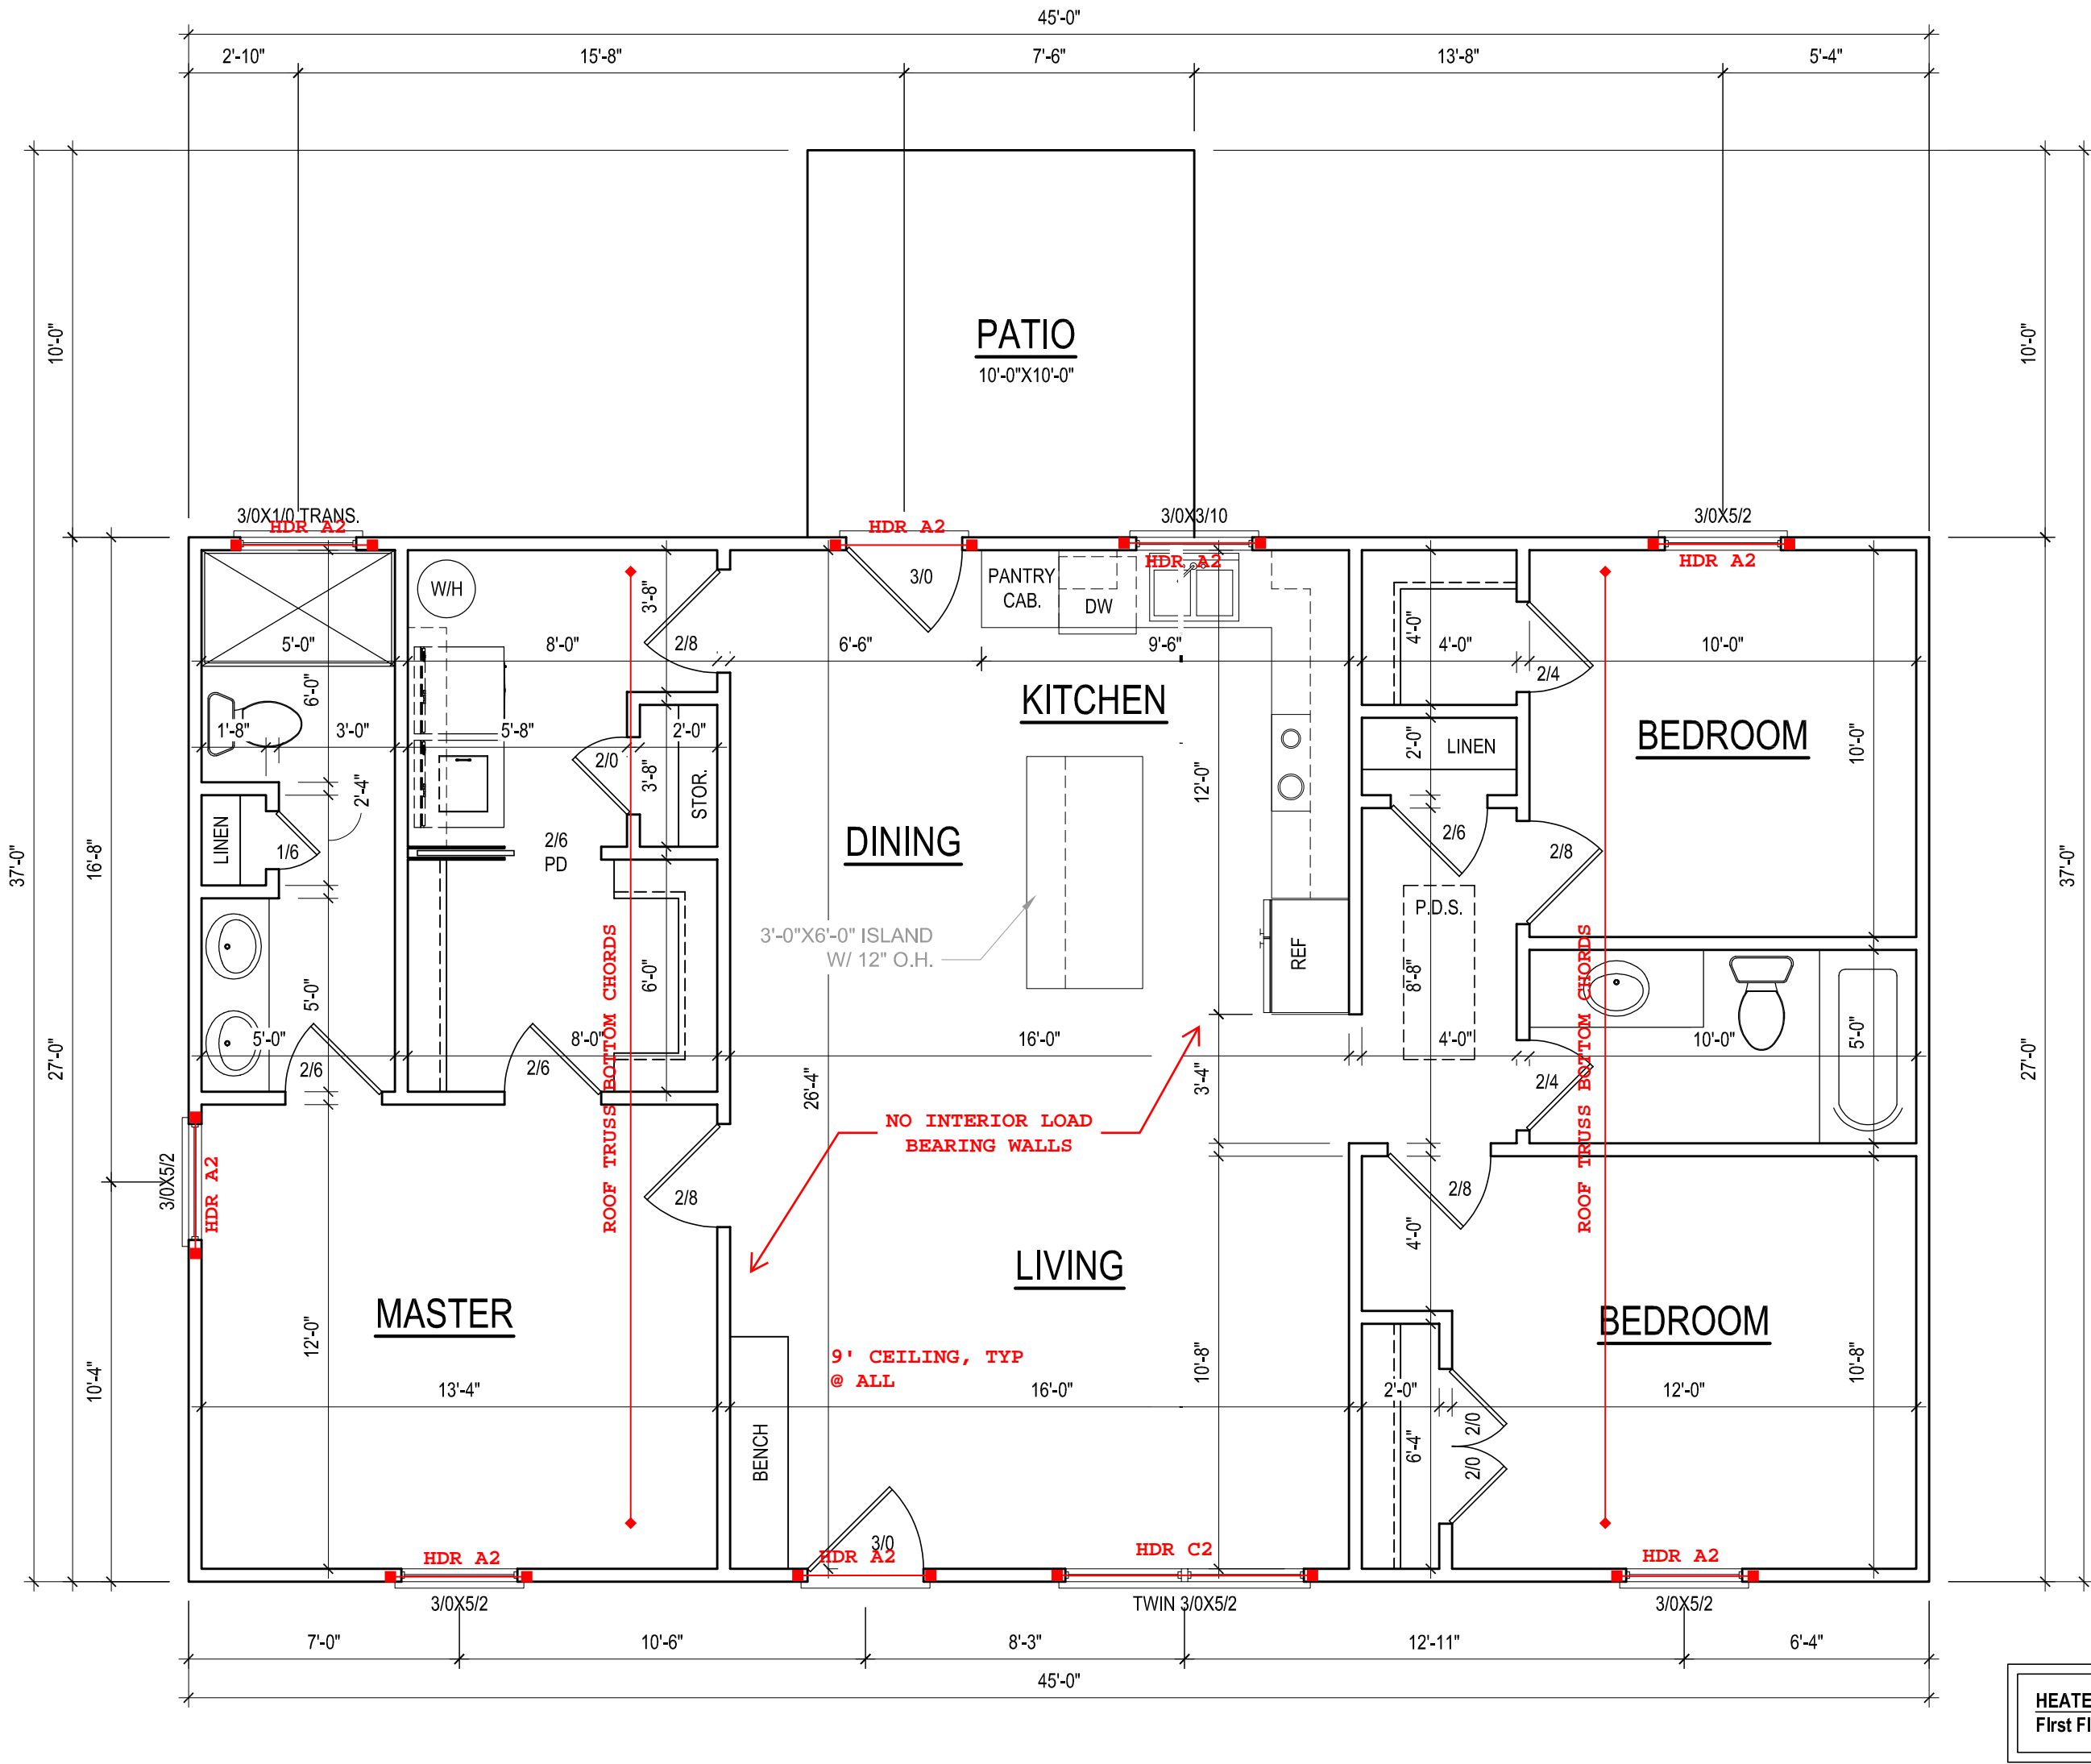 45'-0"
2'-10" 15'-8" 7'-6" 13'-8" 5'-4"
10'-0" 10'-0"
PATIO
10'-0"X10'-0"
3/0X1/0 TRANS. 3/0X3/10 3/0X5/2
HDR A2 HDR A2
HDR A2 HDR A2
W/H 3'-8" 3/0 PANTRY
CAB. DW 4'-0"
5'-0" 8'-0" 2/8 6'-6" 9'-6" 4'-0" 10'-0"
2/4
6'-0" KITCHEN
1'-8" 3'-0" 5'-8" 2'-0" 2'-0" LINEN BEDROOM 10'-0"
2/0 3'-8" STOR. 12'-0"
2'-4"
LINEN 1/6 2/6
PD DINING 2/6 2/8
37'-0" 16'-8" 37'-0"
P.D.S.
3'-0"X6'-0" ISLAND
W/ 12" O.H. REF
ROOF TRUSS BOTTOM CHORDS ROOF TRUSS BOTTOM CHORDS
5'-0" 6'-0" 8'-8"
5'-0" 8'-0" 16'-0" 4'-0" 10'-0" 5'-0"
27'-0" 2/6 2/6 26'-4" 3'-4" 2/4 27'-0"
NO INTERIOR LOAD
BEARING WALLS
3/0X5/2 HDR A2 2/8 2/8
4'-0"
LIVING
MASTER BEDROOM
12'-0"
9' CEILING, TYP
@ ALL
10'-4" 10'-8" 10'-8"
13'-4" 16'-0" 2'-0" 12'-0"
BENCH 6'-4" 2/0
2/0
3/0
HDR A2 HDR A2 HDR C2 HDR A2
3/0X5/2 TWIN 3/0X5/2 3/0X5/2
7'-0" 10'-6" 8'-3" 12'-11" 6'-4"
45'-0"
HEATE
FIrst Fl